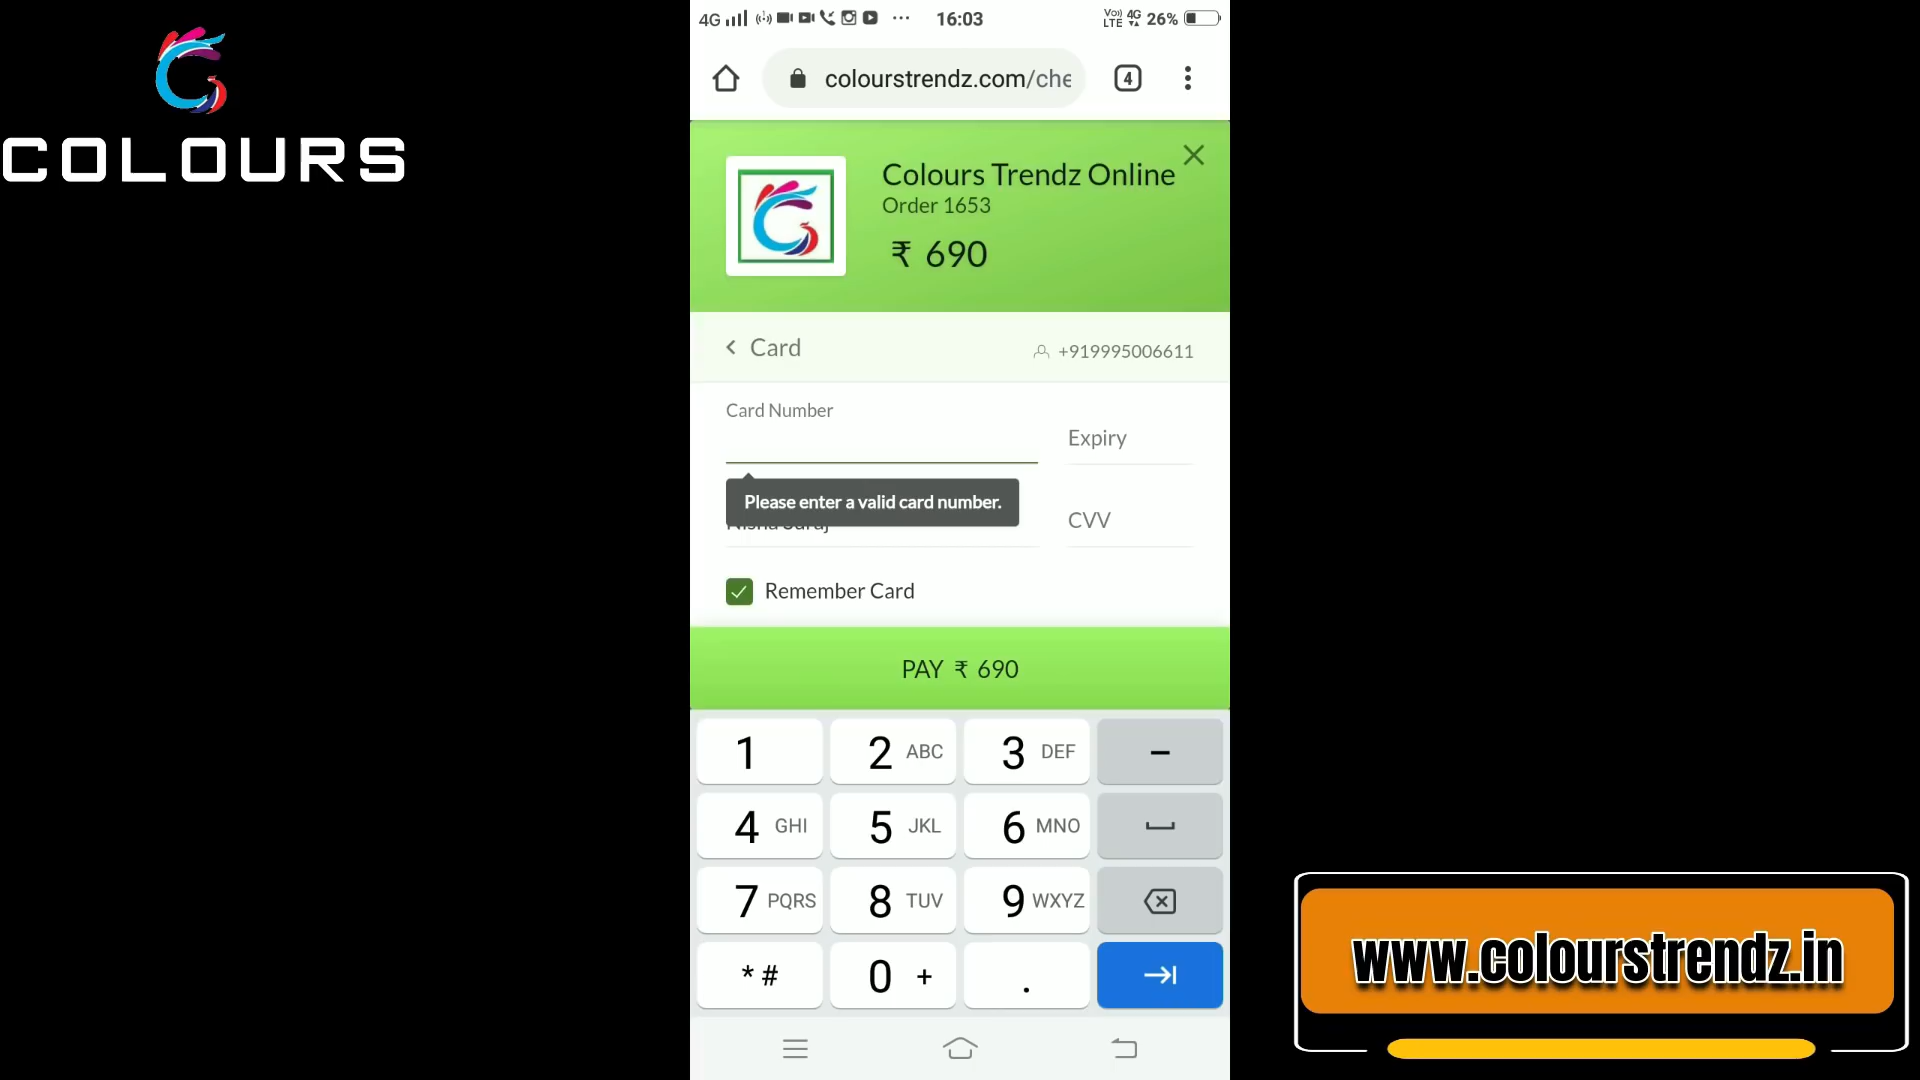 COLOURS
4G 16:03 Vo)) LTE 4G 26%
colourstrendz.com/che
4
Colours Trendz Online
Order 1653
₹ 690
Card
+919995006611
Card Number
Expiry
Please enter a valid card number.
CVV
Remember Card
PAY ₹ 690
1 2 ABC 3 DEF –
4 GHI 5 JKL 6 MNO
7 PQRS 8 TUV 9 WXYZ
* # 0 + .
www.colourstrendz.in